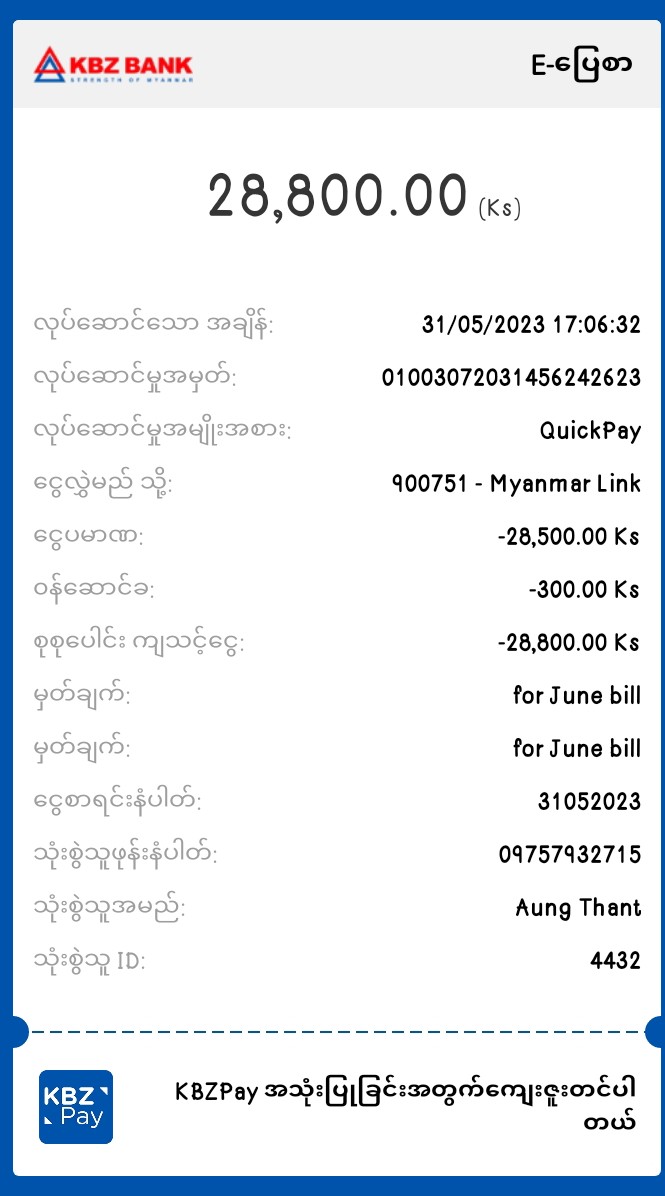 KBZ BANK
STRENGTH OF MYANMAR
E-ပြေစာ
28,800.00 (Ks)
လုပ်ဆောင်သော အချိန်: 31/05/2023 17:06:32
လုပ်ဆောင်မှုအမှတ်: 01003072031456242623
လုပ်ဆောင်မှုအမျိုးအစား: QuickPay
ငွေလွှဲမည် သို့: 900751 - Myanmar Link
ငွေပမာဏ: -28,500.00 Ks
ဝန်ဆောင်ခ: -300.00 Ks
စုစုပေါင်း ကျသင့်ငွေ: -28,800.00 Ks
မှတ်ချက်: for June bill
မှတ်ချက်: for June bill
ငွေစာရင်းနံပါတ်: 31052023
သုံးစွဲသူဖုန်းနံပါတ်: 09757932715
သုံးစွဲသူအမည်: Aung Thant
သုံးစွဲသူ ID: 4432
KBZ Pay
KBZPay အသုံးပြုခြင်းအတွက်ကျေးဇူးတင်ပါ
တယ်